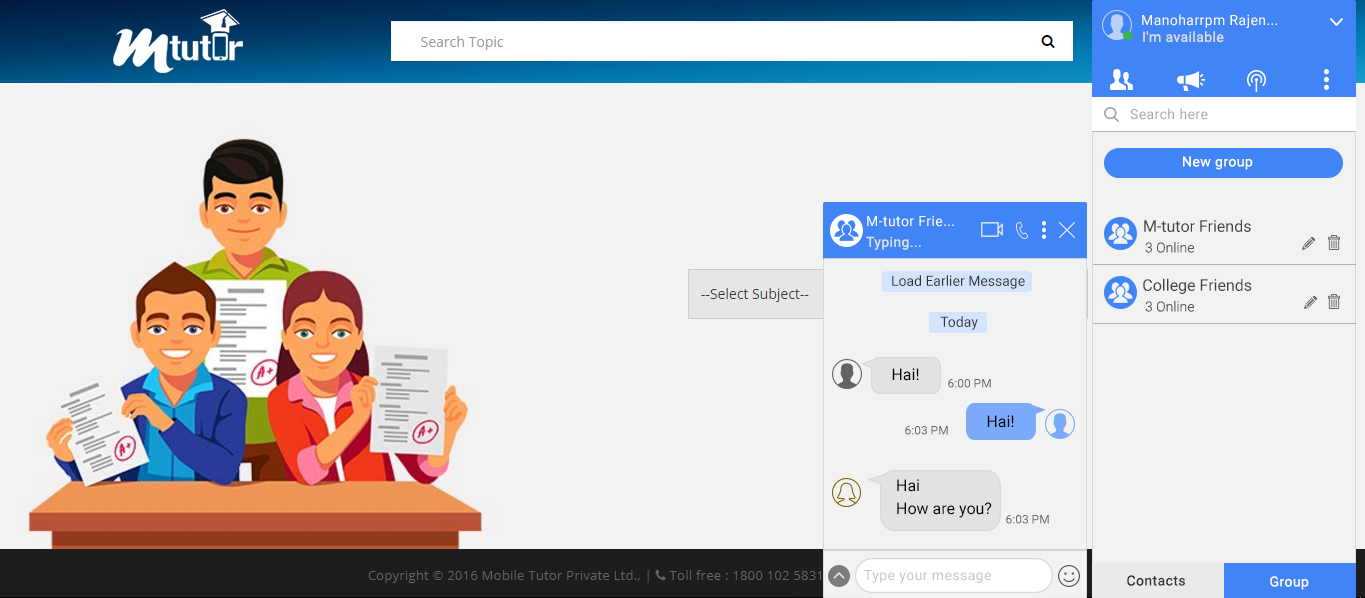 Mtutor
Search Topic
Manoharrpm Rajen...
I'm available
Search here
New group
M-tutor Friends
3 Online
College Friends
3 Online
Contacts
Group
M-tutor Frie...
Typing...
Load Earlier Message
Today
Hai!
6:00 PM
Hai!
6:03 PM
Hai
How are you?
6:03 PM
Type your message
--Select Subject--
A+
A+
A+
Copyright © 2016 Mobile Tutor Private Ltd., | Toll free : 1800 102 5831